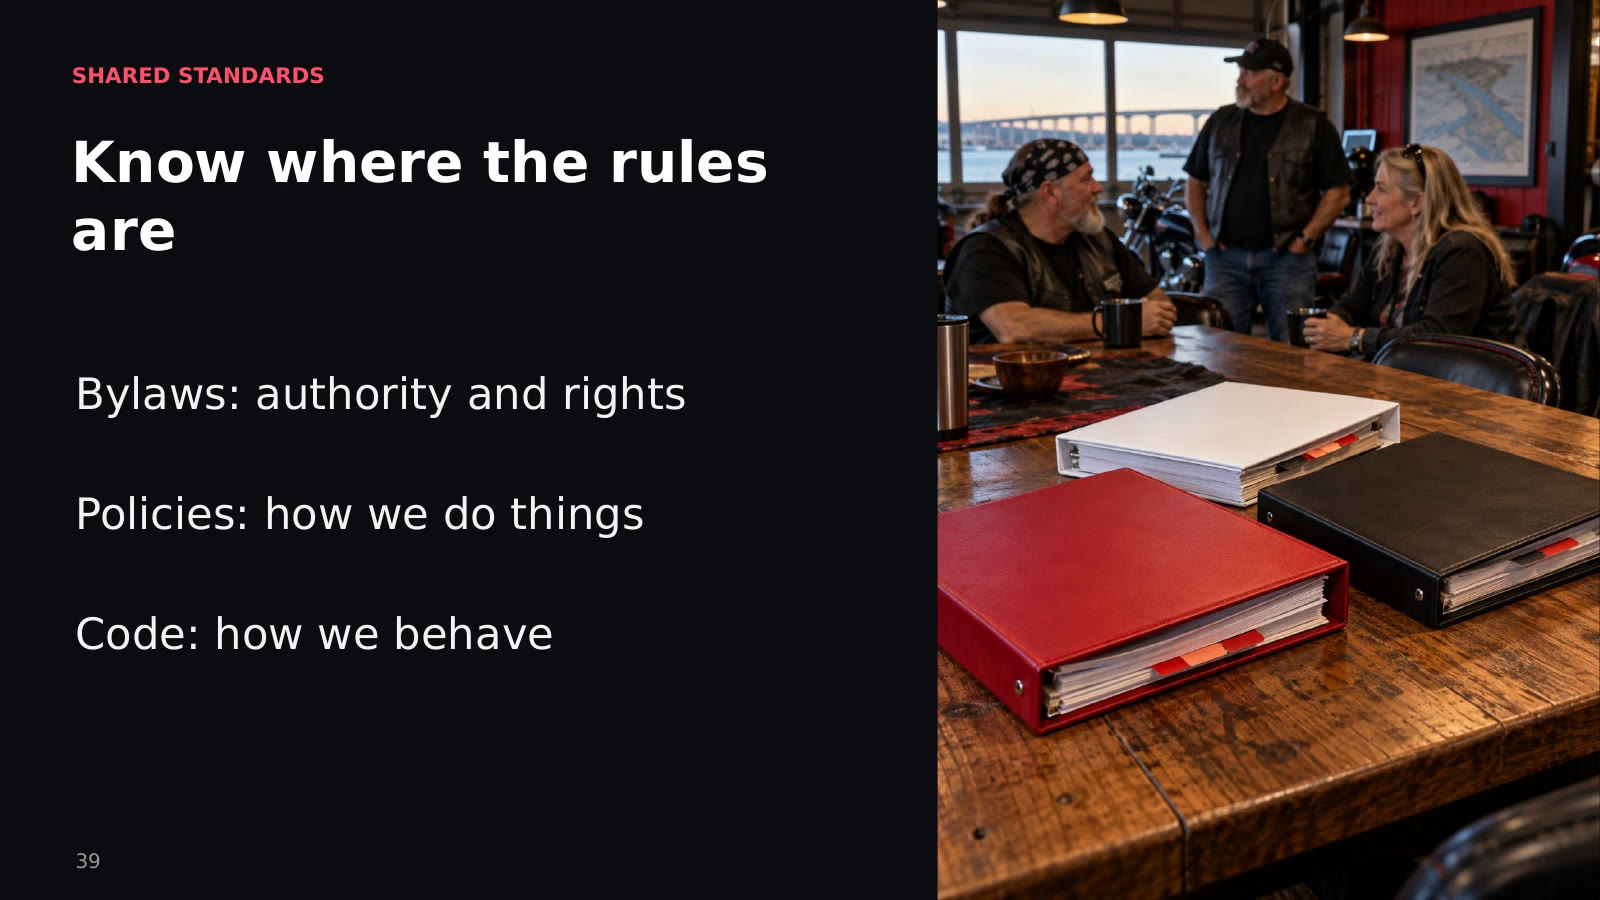 SHARED STANDARDS
Know where the rules
are
Bylaws: authority and rights
Policies: how we do things
Code: how we behave
39